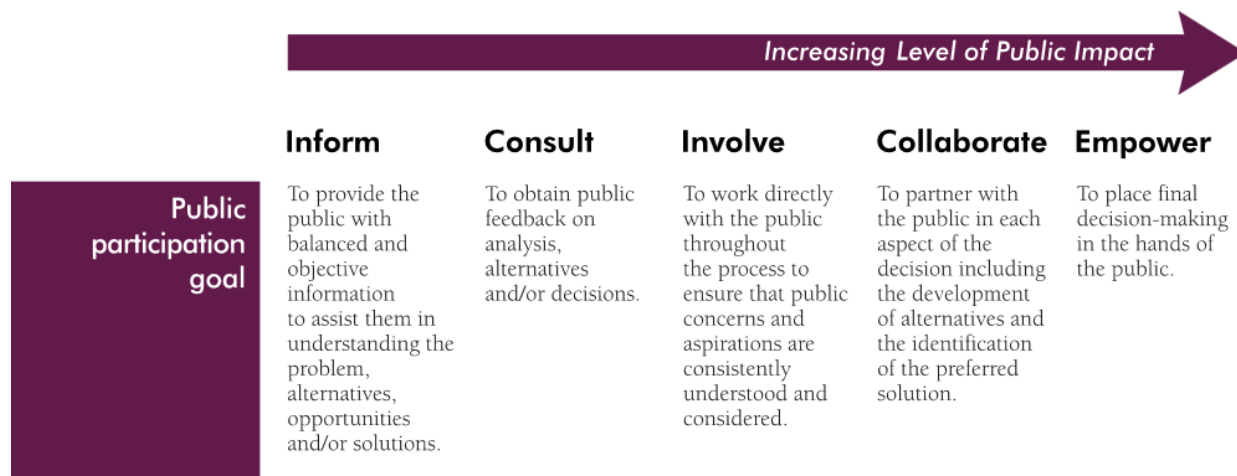 Increasing Level of Public Impact
Inform
Consult
Involve
Collaborate
Empower
Public
participation
goal
To provide the
public with
balanced and
objective
information
to assist them in
understanding the
problem,
alternatives,
opportunities
and/or solutions.
To obtain public
feedback on
analysis,
alternatives
and/or decisions.
To work directly
with the public
throughout
the process to
ensure that public
concerns and
aspirations are
consistently
understood and
considered.
To partner with
the public in each
aspect of the
decision including
the development
of alternatives and
the identification
of the preferred
solution.
To place final
decision-making
in the hands of
the public.